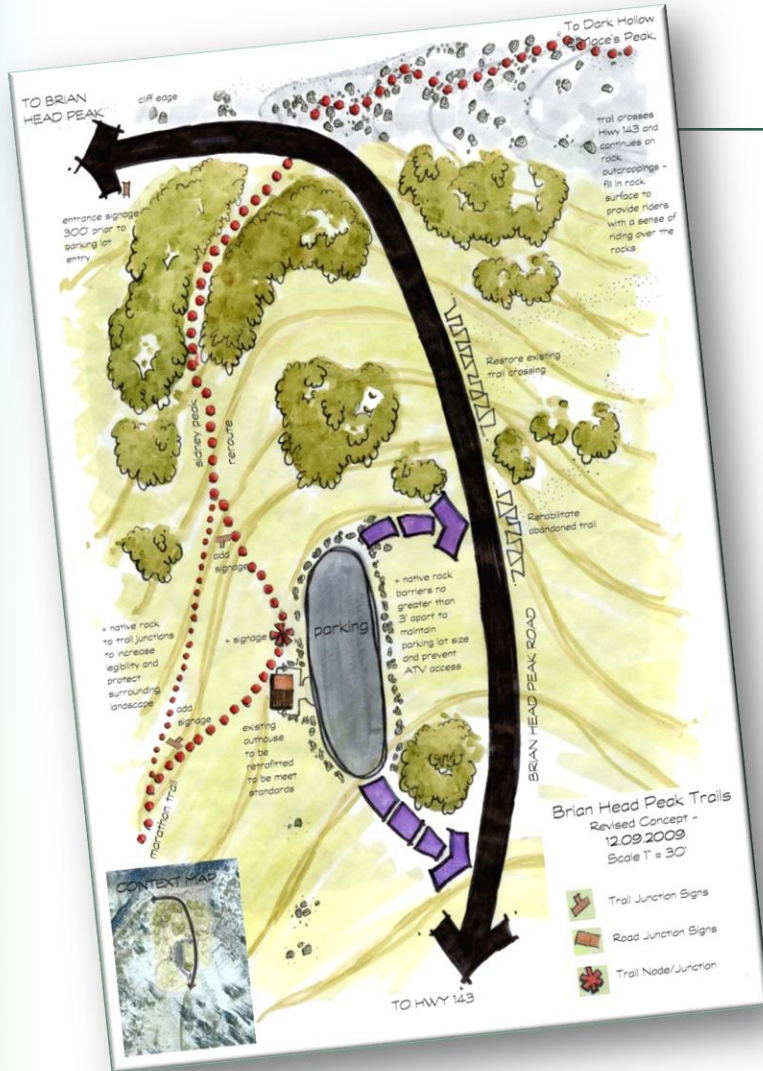 To Dark Hollow
TO BRIAN
HEAD PEAK
cliff edge
trail crosses
Hwy 143 and
continues on
rock
outcroppings -
fill in rock
surface to
provide riders
with a sense of
riding over the
rocks
entrance signage
300' prior to
parking lot
entry
Restore existing
trail crossing
sidney peak
reroute
Rehabilitate
abandoned trail
add
signage
+ native rock
barriers no
greater than
3' apart to
maintain
parking lot size
and prevent
ATV access
parking
+ signage
+ native rock
to trail junctions
to increase
legibility and
protect
surrounding
landscape
add
signage
existing
outhouse
to be
retrofitted
to be meet
standards
BRIAN HEAD PEAK ROAD
marathon trail
Brian Head Peak Trails
Revised Concept -
12.09.2009
Scale 1" = 30'
CONTEXT MAP
Trail Junction Signs
Road Junction Signs
Trail Node/Junction
TO HWY 143